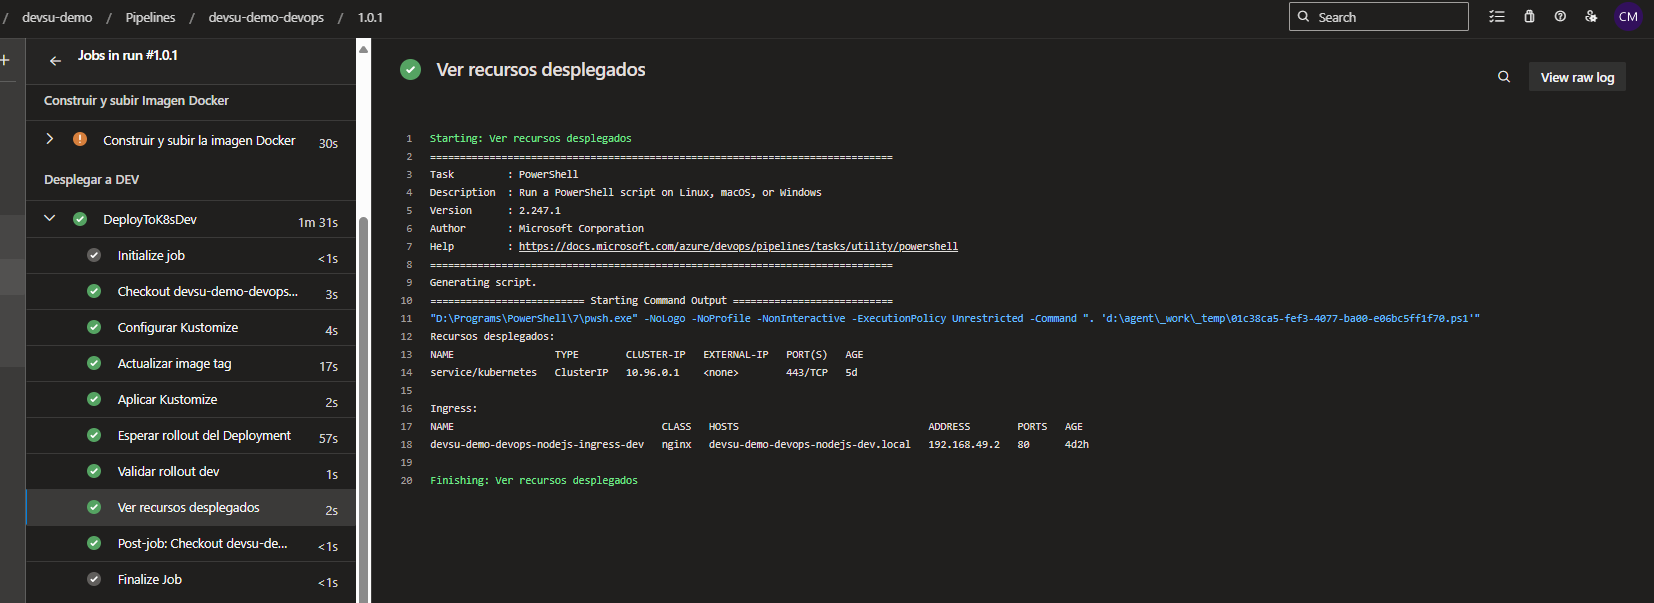 / devsu-demo / Pipelines / devsu-demo-devops / 1.0.1
Search
CM
Jobs in run #1.0.1
Construir y subir Imagen Docker
Construir y subir la imagen Docker 30s
Desplegar a DEV
DeployToK8sDev 1m 31s
Initialize job <1s
Checkout devsu-demo-devops... 3s
Configurar Kustomize 4s
Actualizar image tag 17s
Aplicar Kustomize 2s
Esperar rollout del Deployment 57s
Validar rollout dev 1s
Ver recursos desplegados 2s
Post-job: Checkout devsu-de... <1s
Finalize Job <1s
Ver recursos desplegados
View raw log
1 Starting: Ver recursos desplegados
2 ==============================================================================
3 Task : PowerShell
4 Description : Run a PowerShell script on Linux, macOS, or Windows
5 Version : 2.247.1
6 Author : Microsoft Corporation
7 Help : https://docs.microsoft.com/azure/devops/pipelines/tasks/utility/powershell
8 ==============================================================================
9 Generating script.
10 ========================== Starting Command Output ===========================
11 "D:\Programs\PowerShell\7\pwsh.exe" -NoLogo -NoProfile -NonInteractive -ExecutionPolicy Unrestricted -Command ". 'd:\agent\_work\_temp\01c38ca5-fef3-4077-ba00-e06bc5ff1f70.ps1'"
12 Recursos desplegados:
13 NAME TYPE CLUSTER-IP EXTERNAL-IP PORT(S) AGE
14 service/kubernetes ClusterIP 10.96.0.1 <none> 443/TCP 5d
15
16 Ingress:
17 NAME CLASS HOSTS ADDRESS PORTS AGE
18 devsu-demo-devops-nodejs-ingress-dev nginx devsu-demo-devops-nodejs-dev.local 192.168.49.2 80 4d2h
19
20 Finishing: Ver recursos desplegados